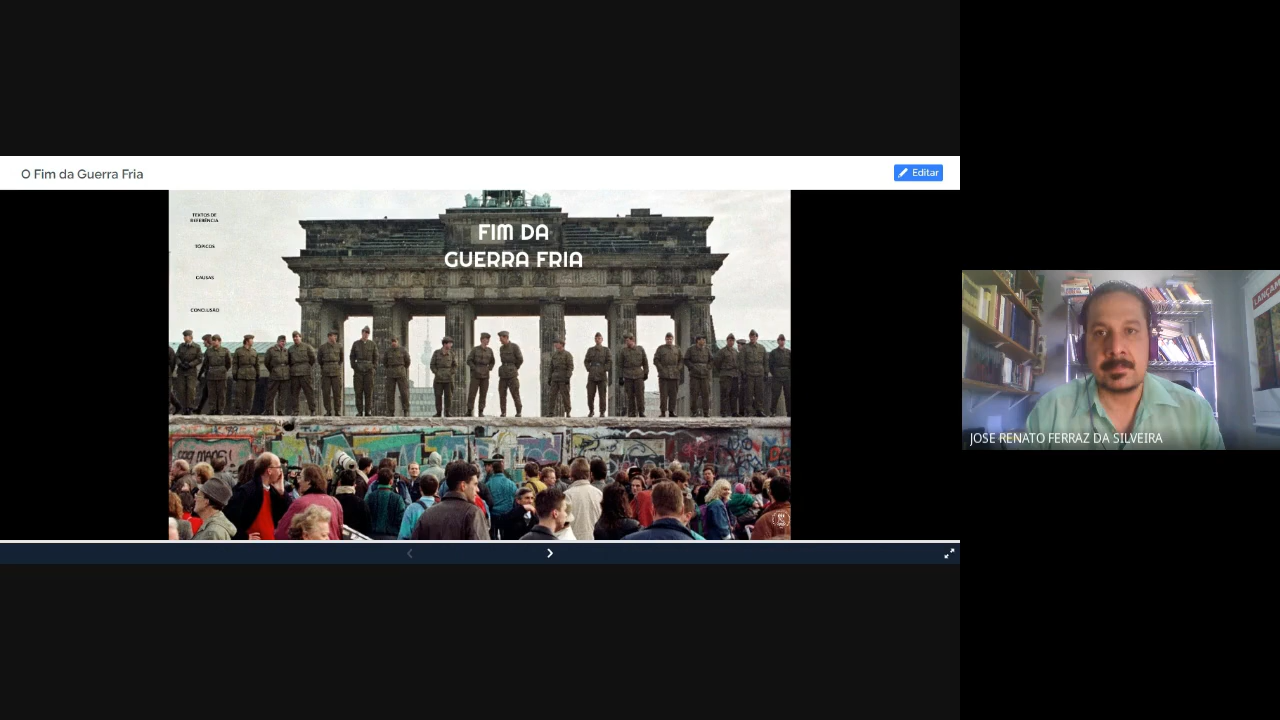 O Fim da Guerra Fria
Editar
TEXTOS DE
REFERÊNCIA
TÓPICOS
CAUSAS
CONCLUSÃO
FIM DA
GUERRA FRIA
JOSE RENATO FERRAZ DA SILVEIRA